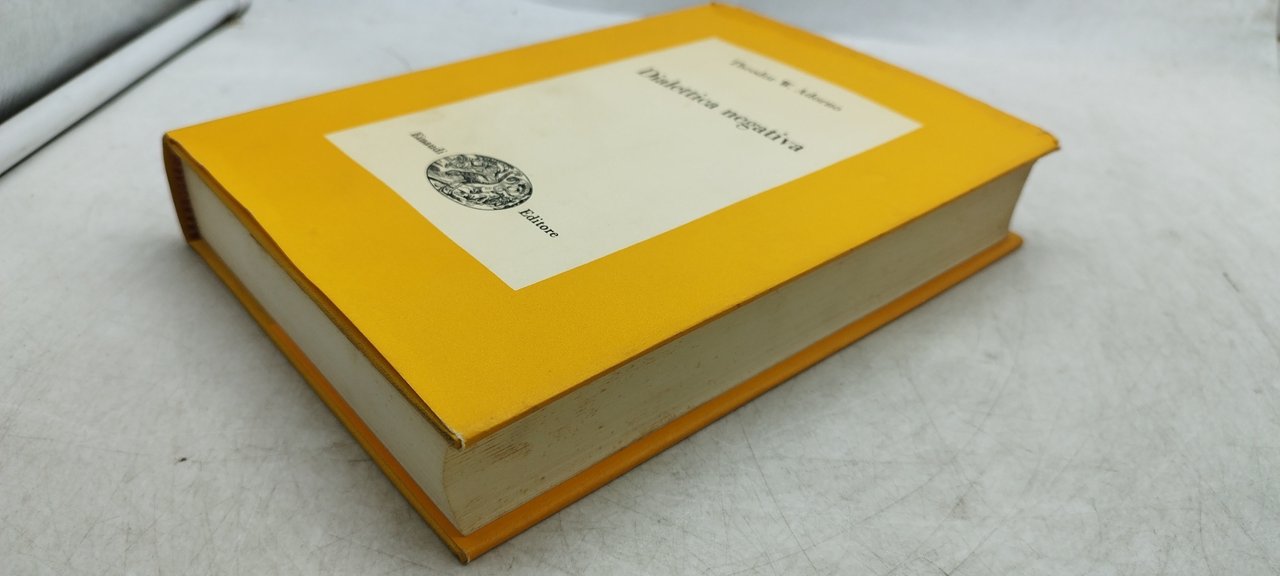 Theodor W. Adorno
Dialettica negativa
Einaudi
Editore